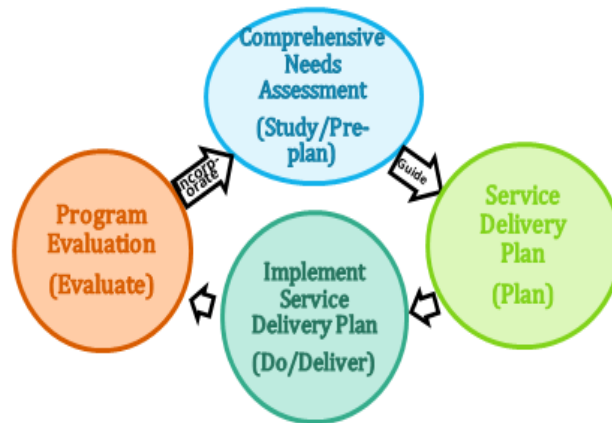 Comprehensive
Needs
Assessment
(Study/Pre-
plan)
Guide
Service
Delivery
Plan
(Plan)
Implement
Service
Delivery Plan
(Do/Deliver)
Program
Evaluation
(Evaluate)
ncorp-
orate